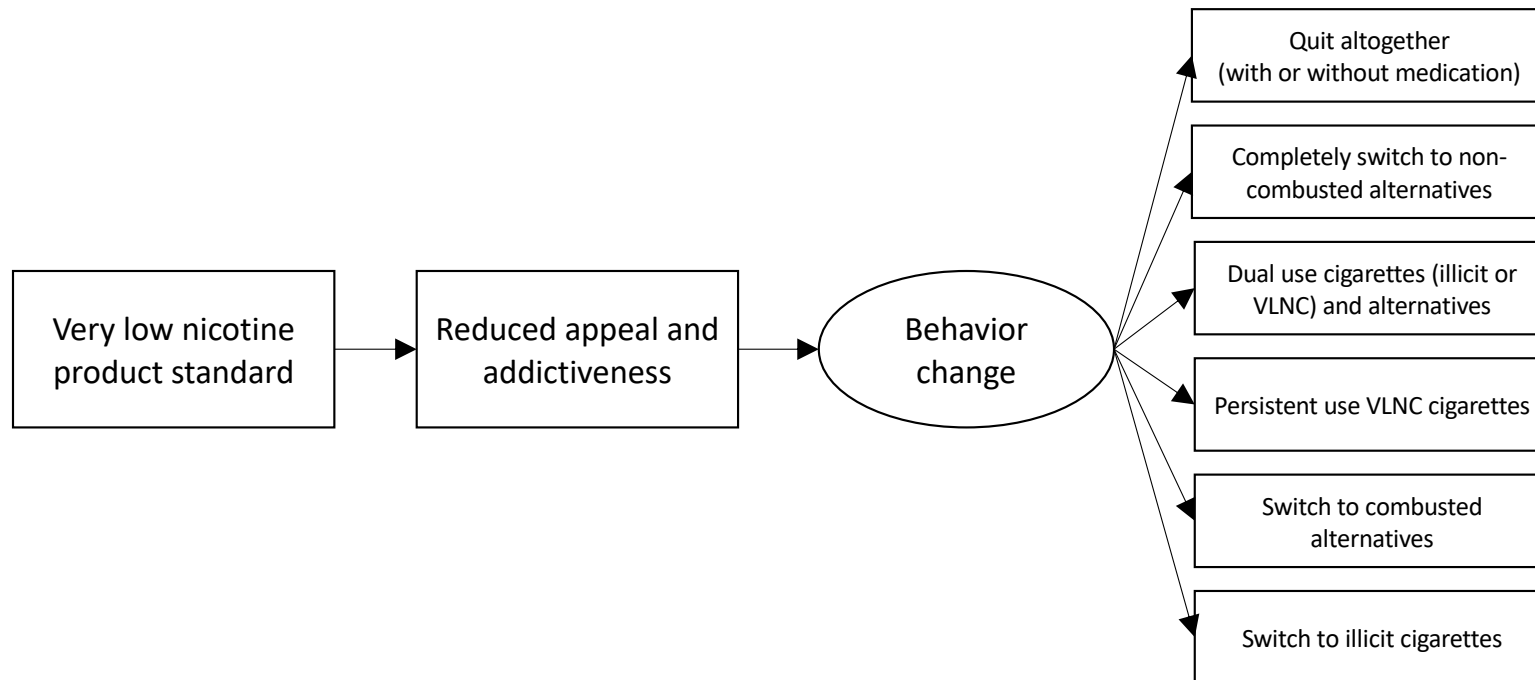 Very low nicotine
product standard
Reduced appeal and
addictiveness
Behavior
change
Quit altogether
(with or without medication)
Completely switch to non-
combusted alternatives
Dual use cigarettes (illicit or
VLNC) and alternatives
Persistent use VLNC cigarettes
Switch to combusted
alternatives
Switch to illicit cigarettes